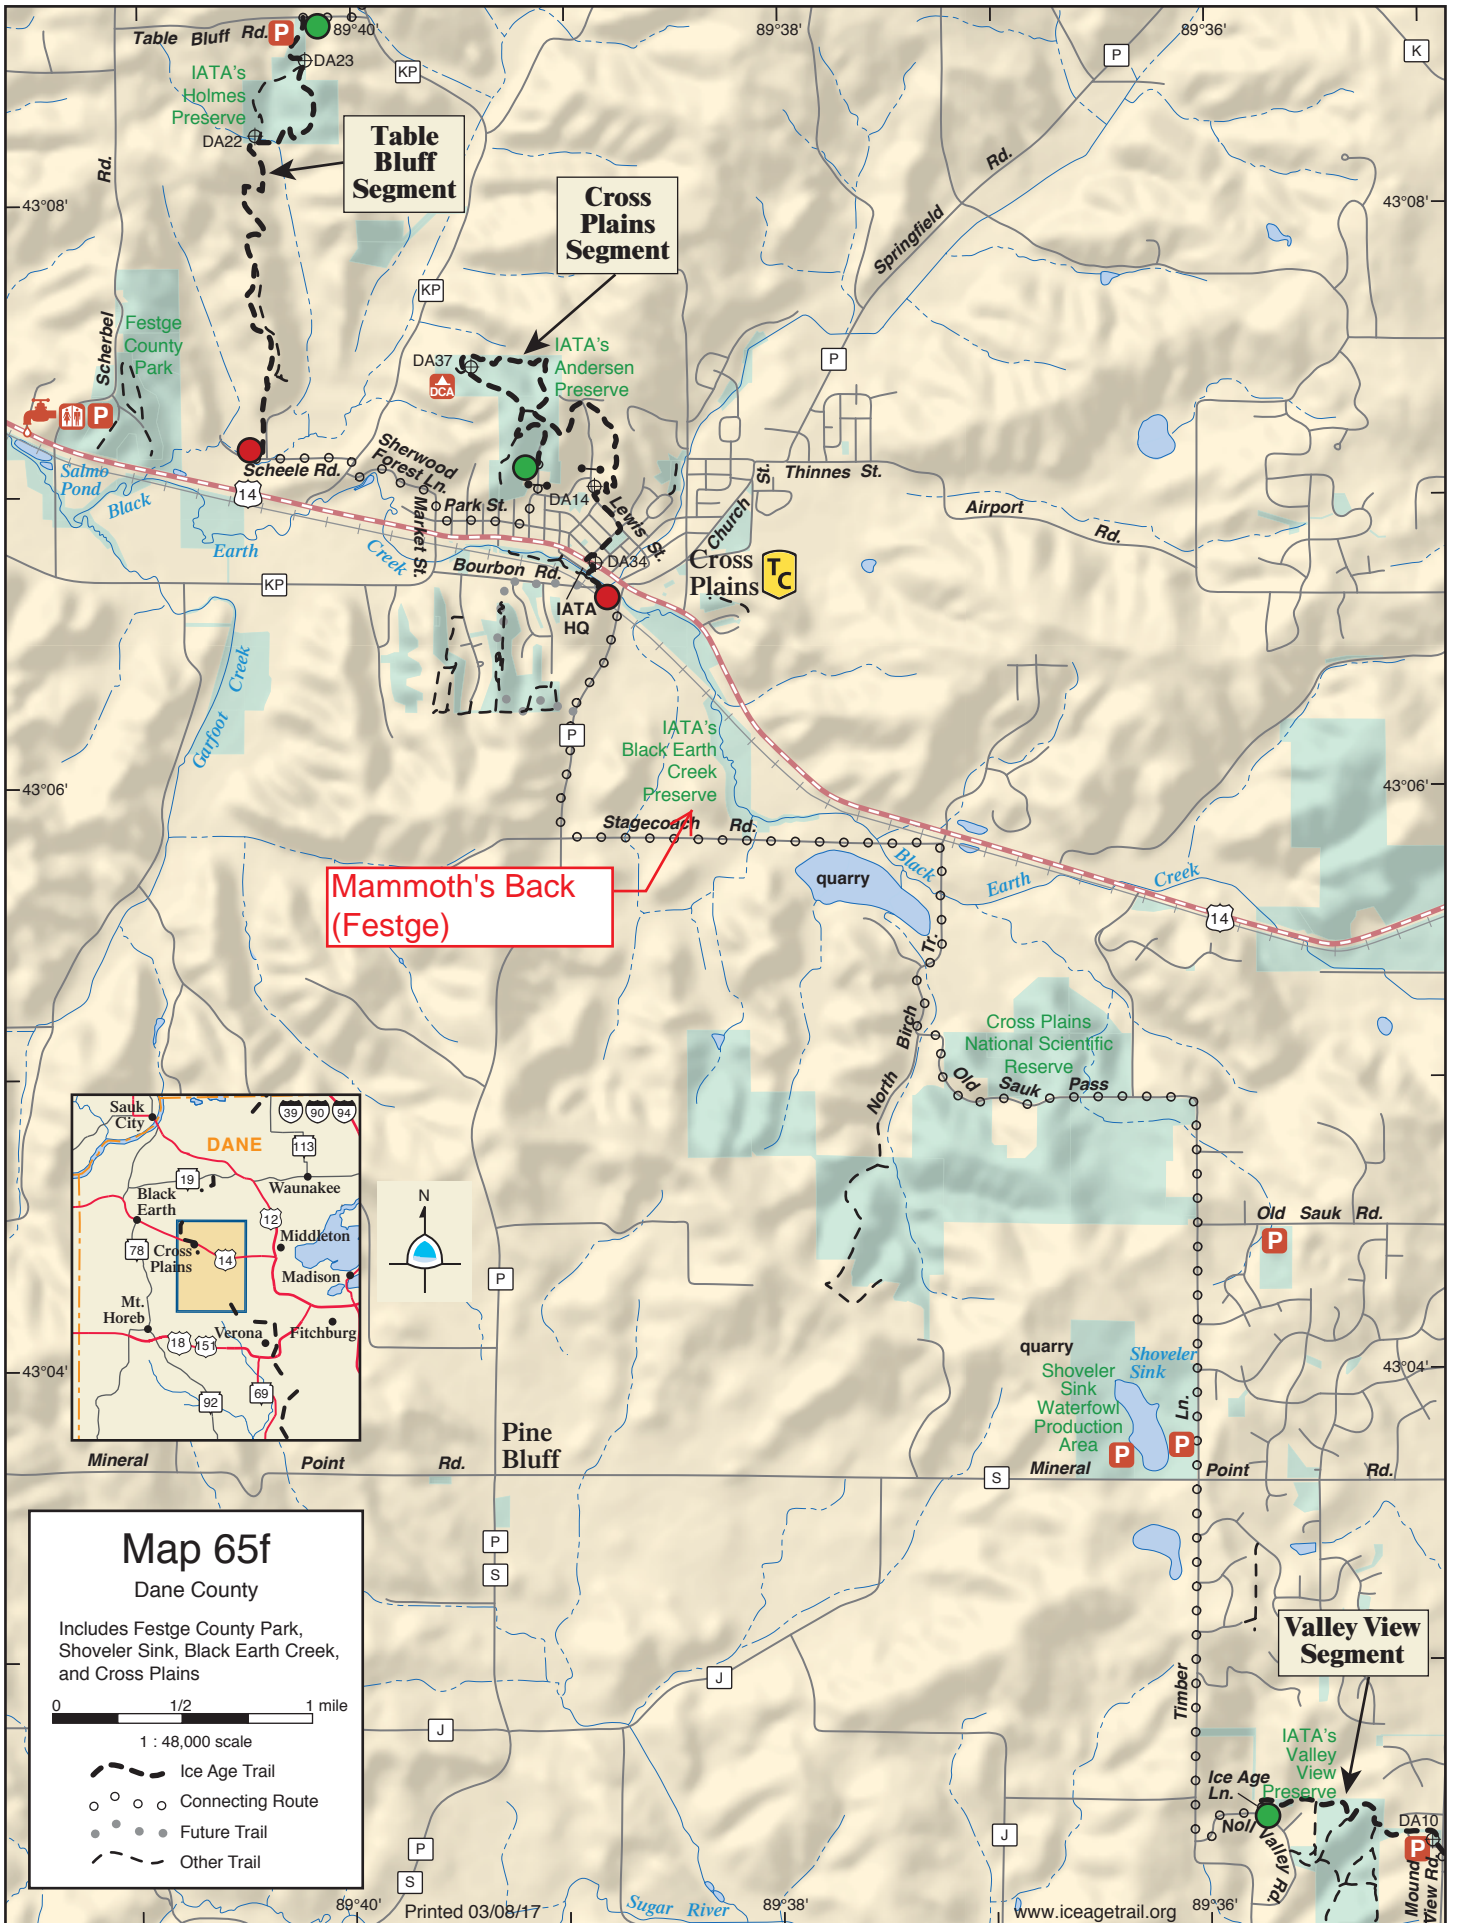 89°40'
89°38'
89°36'
Table Bluff Rd.
P
DA23
KP
P
K
IATA's
Holmes
Preserve
DA22
Table
Bluff
Segment
Cross
Plains
Segment
Rd.
Rd.
43°08'
43°08'
Springfield
KP
Scherbel
Festge
County
Park
DA37
DCA
IATA's
Andersen
Preserve
P
P
Salmo
Pond
Scheele Rd.
Sherwood
Forest Ln.
14
Black
Earth
Creek
Market St.
Park St.
DA14
Lewis St.
Church
St.
Thinnes St.
Airport
Rd.
DA34
Cross
Plains
TC
Bourbon Rd.
KP
IATA
HQ
Garfoot
Creek
P
IATA's
Black Earth
Creek
Preserve
43°06'
43°06'
Stagecoach Rd.
Mammoth's Back
(Festge)
quarry
Black
Earth
Creek
14
Tr.
Birch
North
Cross Plains
National Scientific
Reserve
Old Sauk Pass
Sauk
City
39
90
94
DANE
113
19
Waunakee
Black
Earth
12
Middleton
78
Cross
Plains
14
Madison
Mt.
Horeb
18
151
Verona
Fitchburg
69
92
N
P
Old Sauk Rd.
P
quarry
Shoveler
Sink
Shoveler
Sink
Waterfowl
Production
Area
P
P
Ln.
43°04'
43°04'
Pine
Bluff
Mineral Point Rd.
S
Mineral Point Rd.
P
S
Map 65f
Dane County
Includes Festge County Park,
Shoveler Sink, Black Earth Creek,
and Cross Plains
0 1/2 1 mile
1 : 48,000 scale
Ice Age Trail
Connecting Route
Future Trail
Other Trail
J
J
J
P
S
Timber
Valley View
Segment
IATA's
Valley
View
Preserve
Ice Age
Ln.
Noll
Valley Rd.
DA10
P
Mound
View Rd.
Sugar River
89°40'
89°38'
89°36'
Printed 03/08/17
www.iceagetrail.org